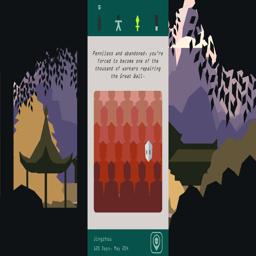 Penniless and abandoned; you're
forced to become one of the
thousand of workers repairing
the Great Wall.
Jingzhou